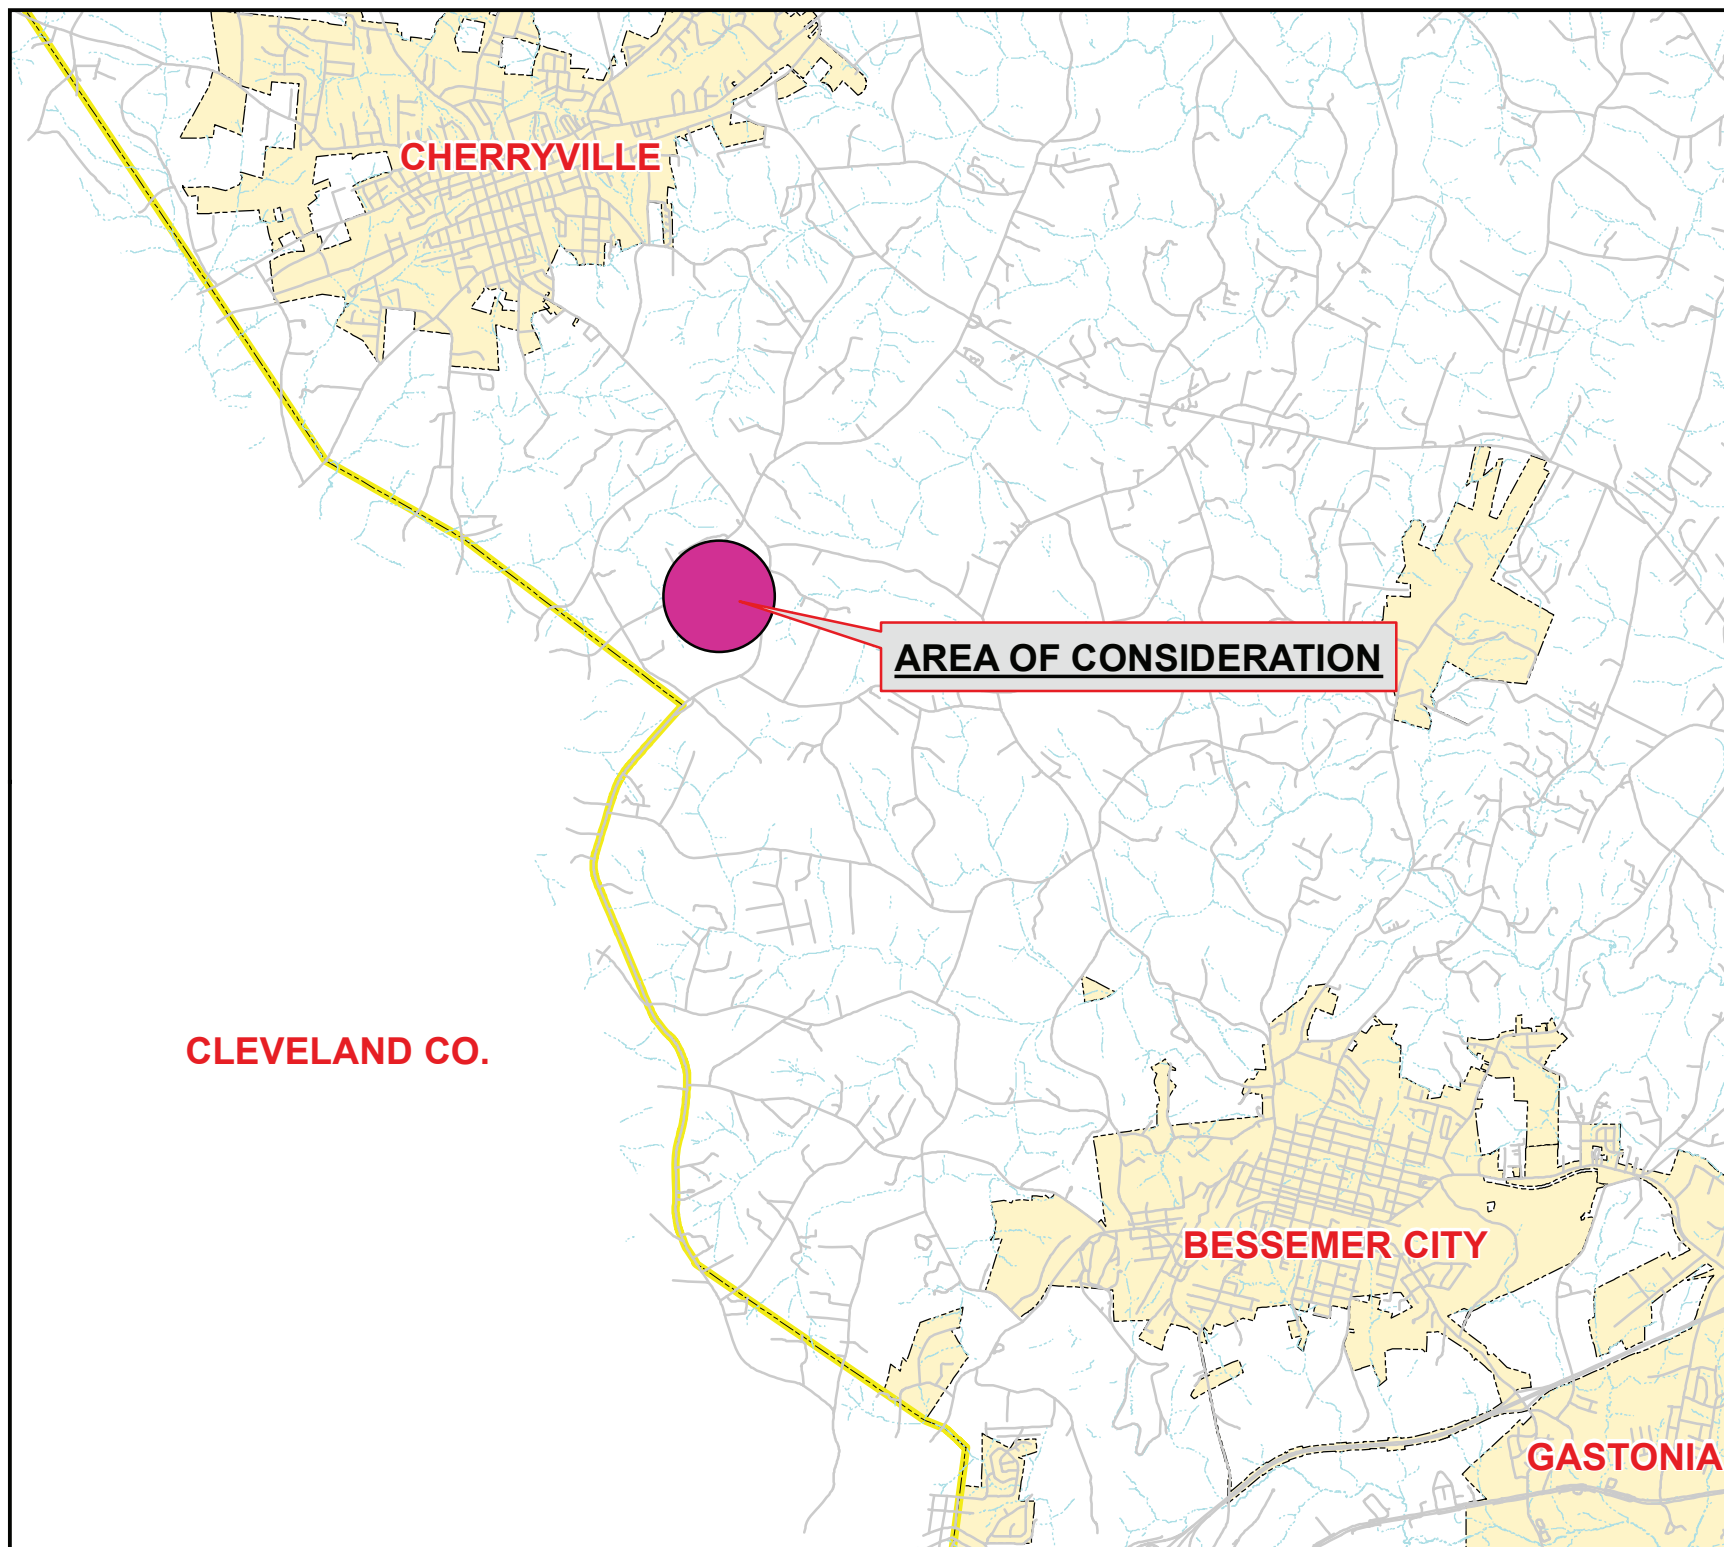 CHERRYVILLE
AREA OF CONSIDERATION
CLEVELAND CO.
BESSEMER CITY
GASTONIA